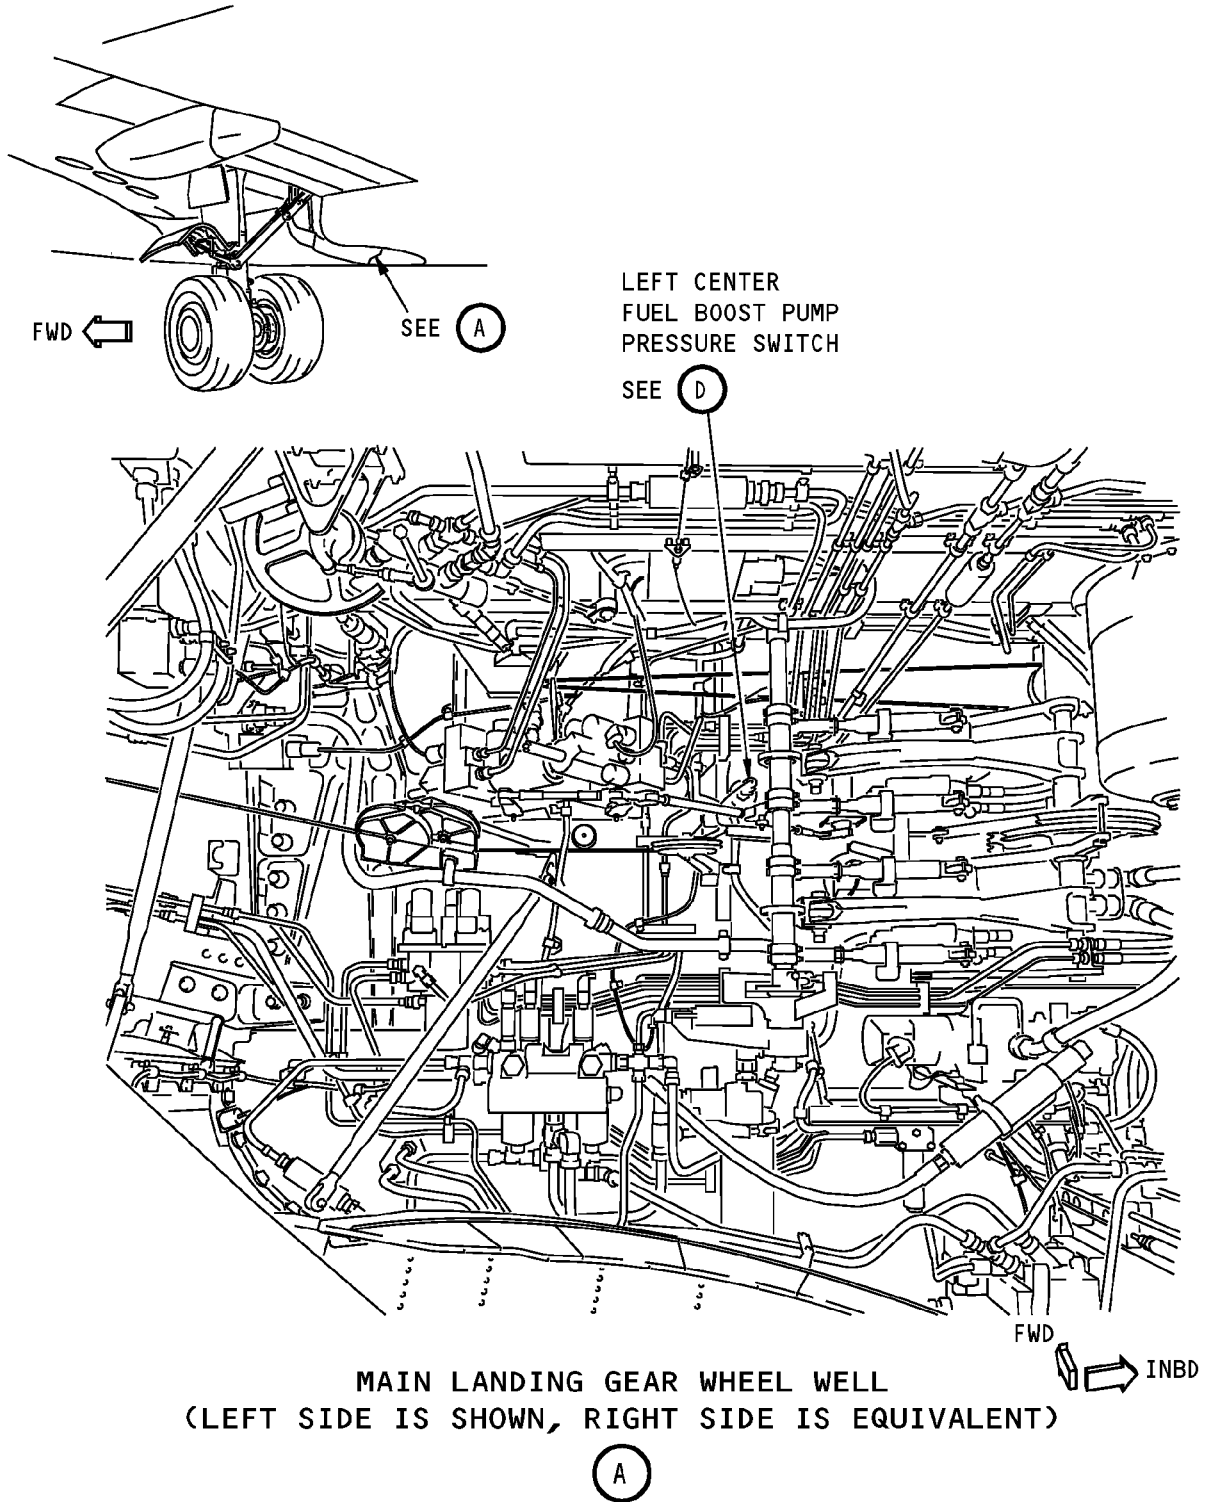 FWD
SEE A
LEFT CENTER
FUEL BOOST PUMP
PRESSURE SWITCH
SEE D
FWD
INBD
MAIN LANDING GEAR WHEEL WELL
(LEFT SIDE IS SHOWN, RIGHT SIDE IS EQUIVALENT)
A